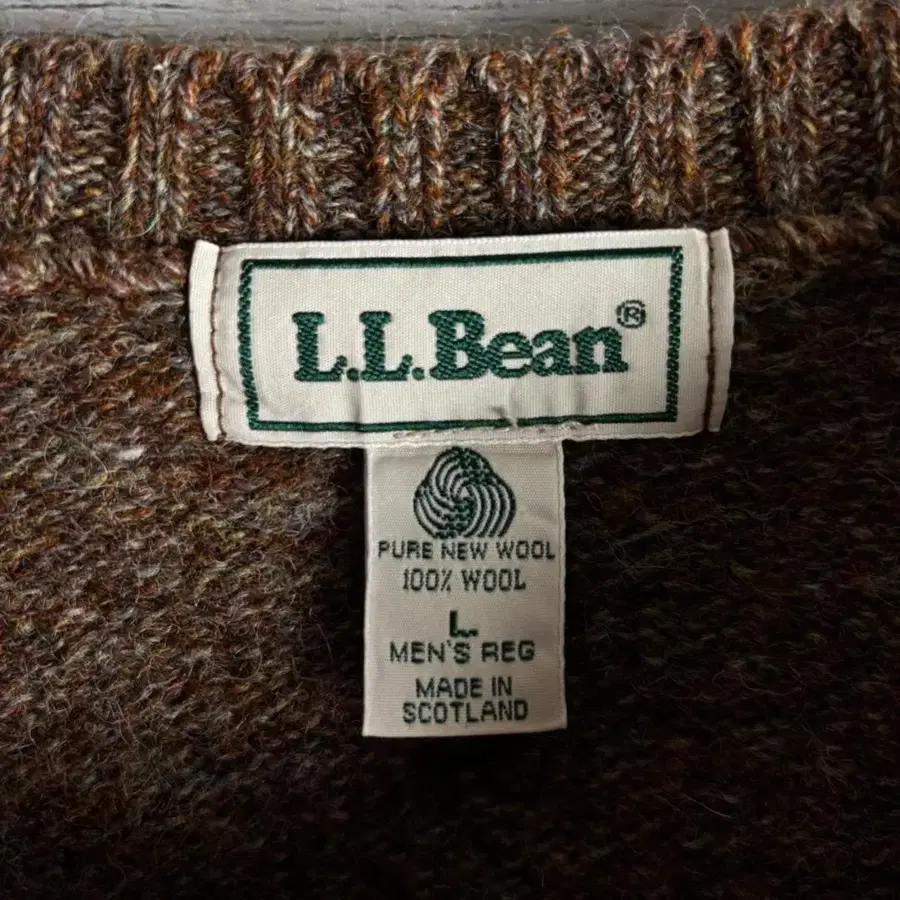 L.L.Bean®
PURE NEW WOOL
100% WOOL
L
MEN'S REG
MADE IN
SCOTLAND